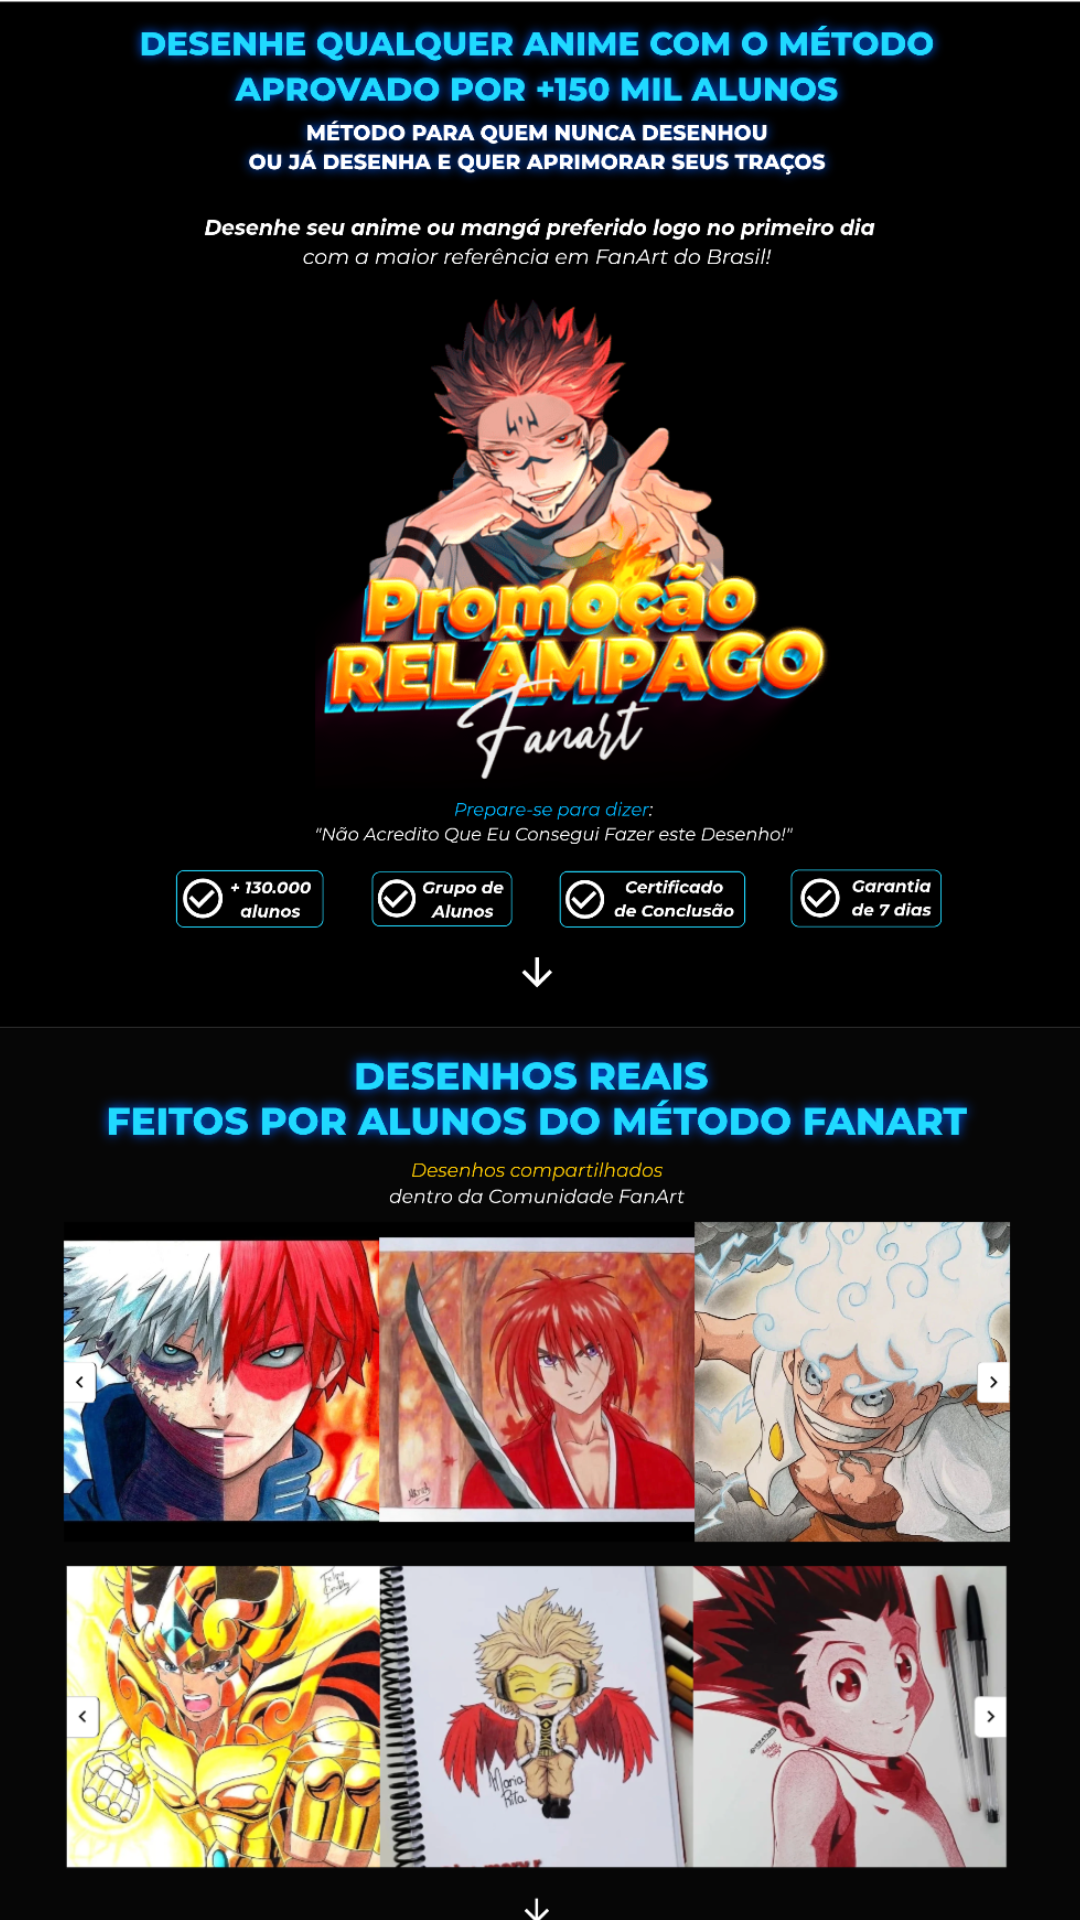 DESENHE QUALQUER ANIME COM O MÉTODO
APROVADO POR +150 MIL ALUNOS
MÉTODO PARA QUEM NUNCA DESENHOU
OU JÁ DESENHA E QUER APRIMORAR SEUS TRAÇOS
Desenhe seu anime ou mangá preferido logo no primeiro dia
com a maior referência em FanArt do Brasil!
Promoção
RELÂMPAGO
Fanart
Prepare-se para dizer:
"Não Acredito Que Eu Consegui Fazer este Desenho!"
+ 130.000
alunos
Grupo de
Alunos
Certificado
de Conclusão
Garantia
de 7 dias
DESENHOS REAIS
FEITOS POR ALUNOS DO MÉTODO FANART
Desenhos compartilhados
dentro da Comunidade FanArt
Felipe
Maria
Rita